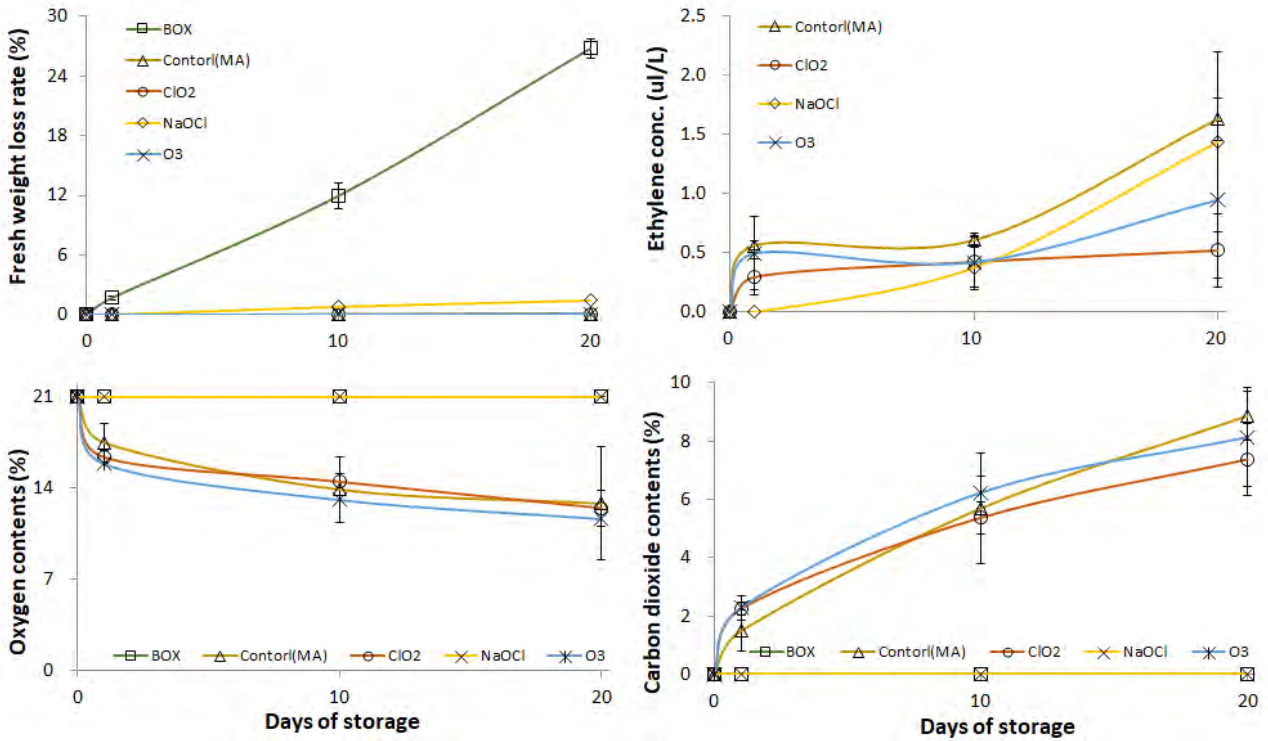 Fresh weight loss rate (%)
30
24
18
12
6
0
BOX
Contorl(MA)
ClO2
NaOCl
O3
0
10
20
Ethylene conc. (ul/L)
2.5
2.0
1.5
1.0
0.5
0.0
Contorl(MA)
ClO2
NaOCl
O3
0
10
20
Oxygen contents (%)
21
14
7
0
BOX Contorl(MA) ClO2 NaOCl O3
0
10
20
Days of storage
Carbon dioxide contents (%)
10
8
6
4
2
0
BOX Contorl(MA) ClO2 NaOCl O3
0
10
20
Days of storage